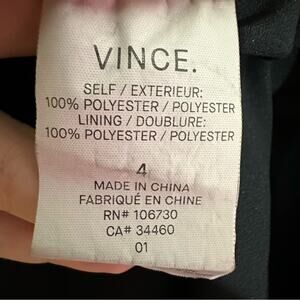 VINCE.
SELF / EXTERIEUR:
100% POLYESTER / POLYESTER
LINING / DOUBLURE:
100% POLYESTER / POLYESTER
4
MADE IN CHINA
FABRIQUÉ EN CHINE
RN# 106730
CA# 34460
01